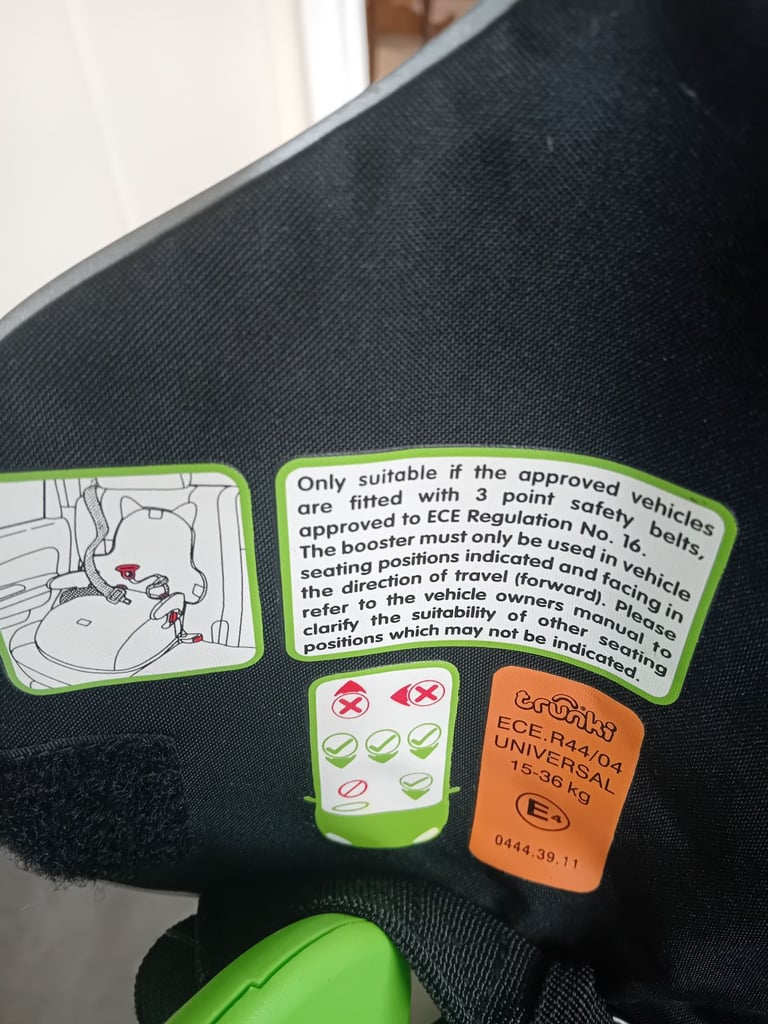 Only suitable if the approved vehicles
are fitted with 3 point safety belts,
approved to ECE Regulation No. 16.
The booster must only be used in vehicle
seating positions indicated and facing in
the direction of travel (forward). Please
refer to the vehicle owners manual to
clarify the suitability of other seating
positions which may not be indicated.
trunki
ECE.R44/04
UNIVERSAL
15-36 kg
E4
0444.39.11